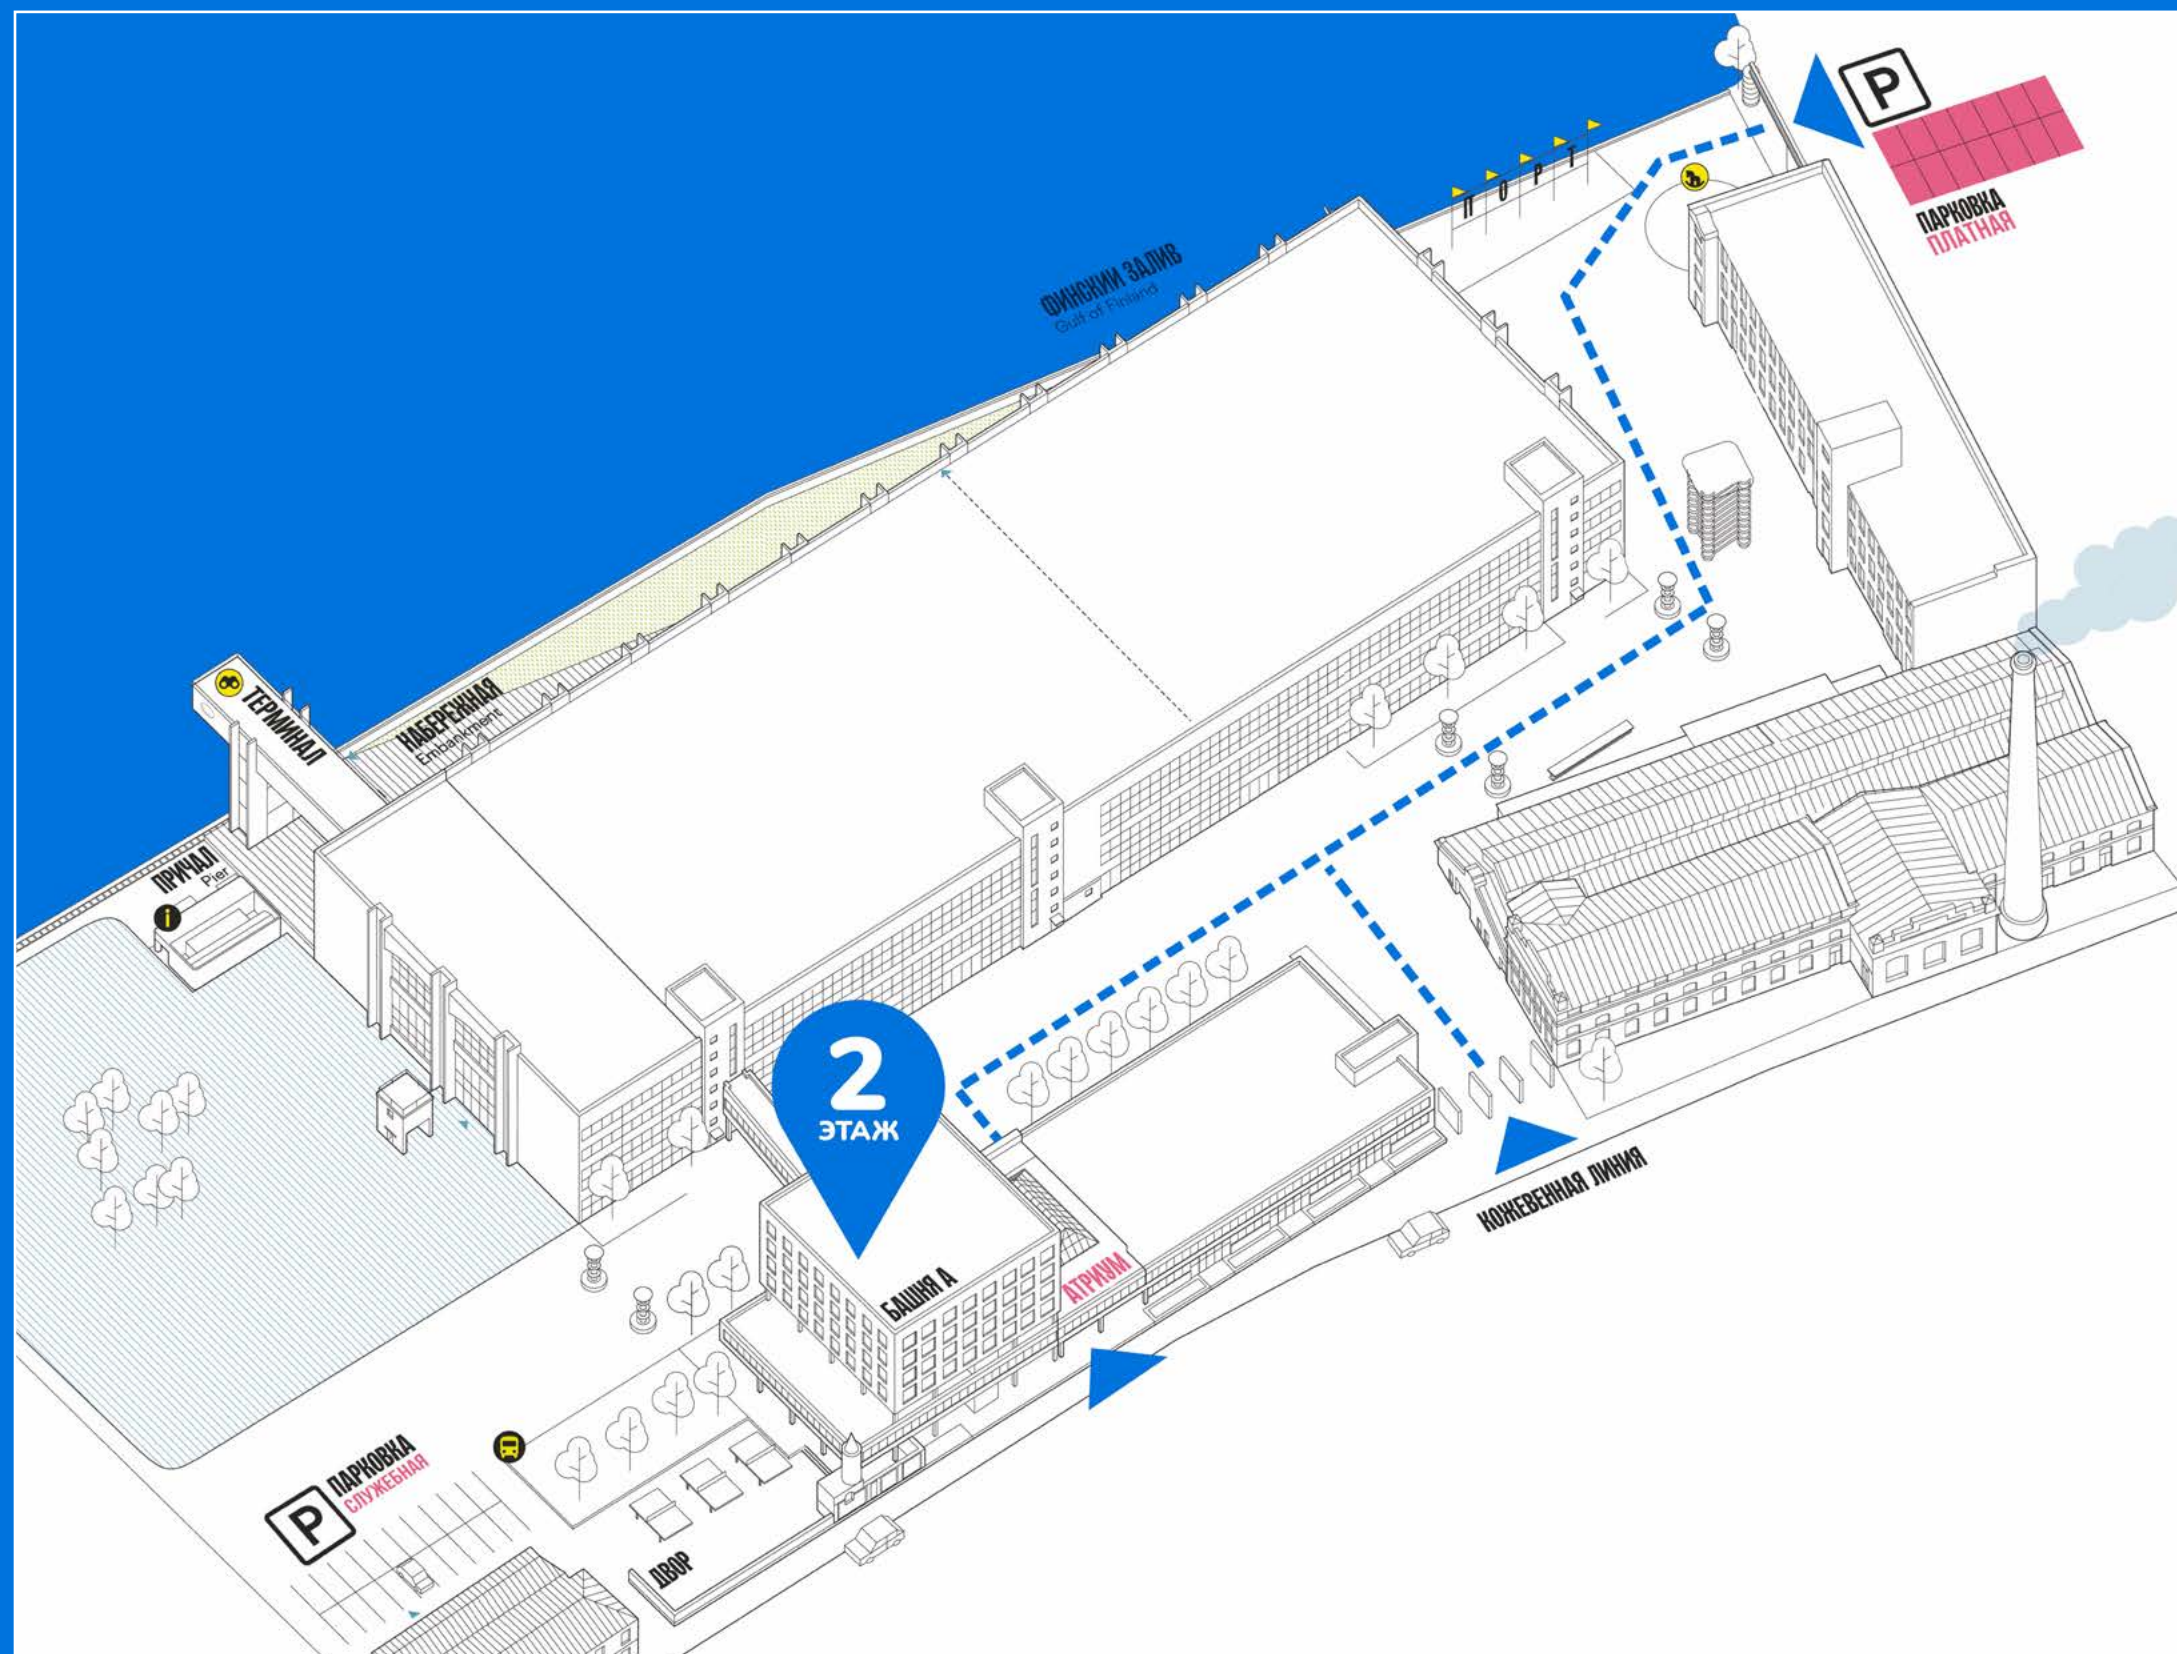 P
ПАРКОВКА
ПЛАТНАЯ
П О Р Т
ФИНСКИЙ ЗАЛИВ
Gulf of Finland
ТЕРМИНАЛ
НАБЕРЕЖНАЯ
Embankment
ПРИЧАЛ
Pier
i
2
ЭТАЖ
БАШНЯ А
АТРИУМ
КОЖЕВЕННАЯ ЛИНИЯ
P
ПАРКОВКА
СЛУЖЕБНАЯ
ДВОР